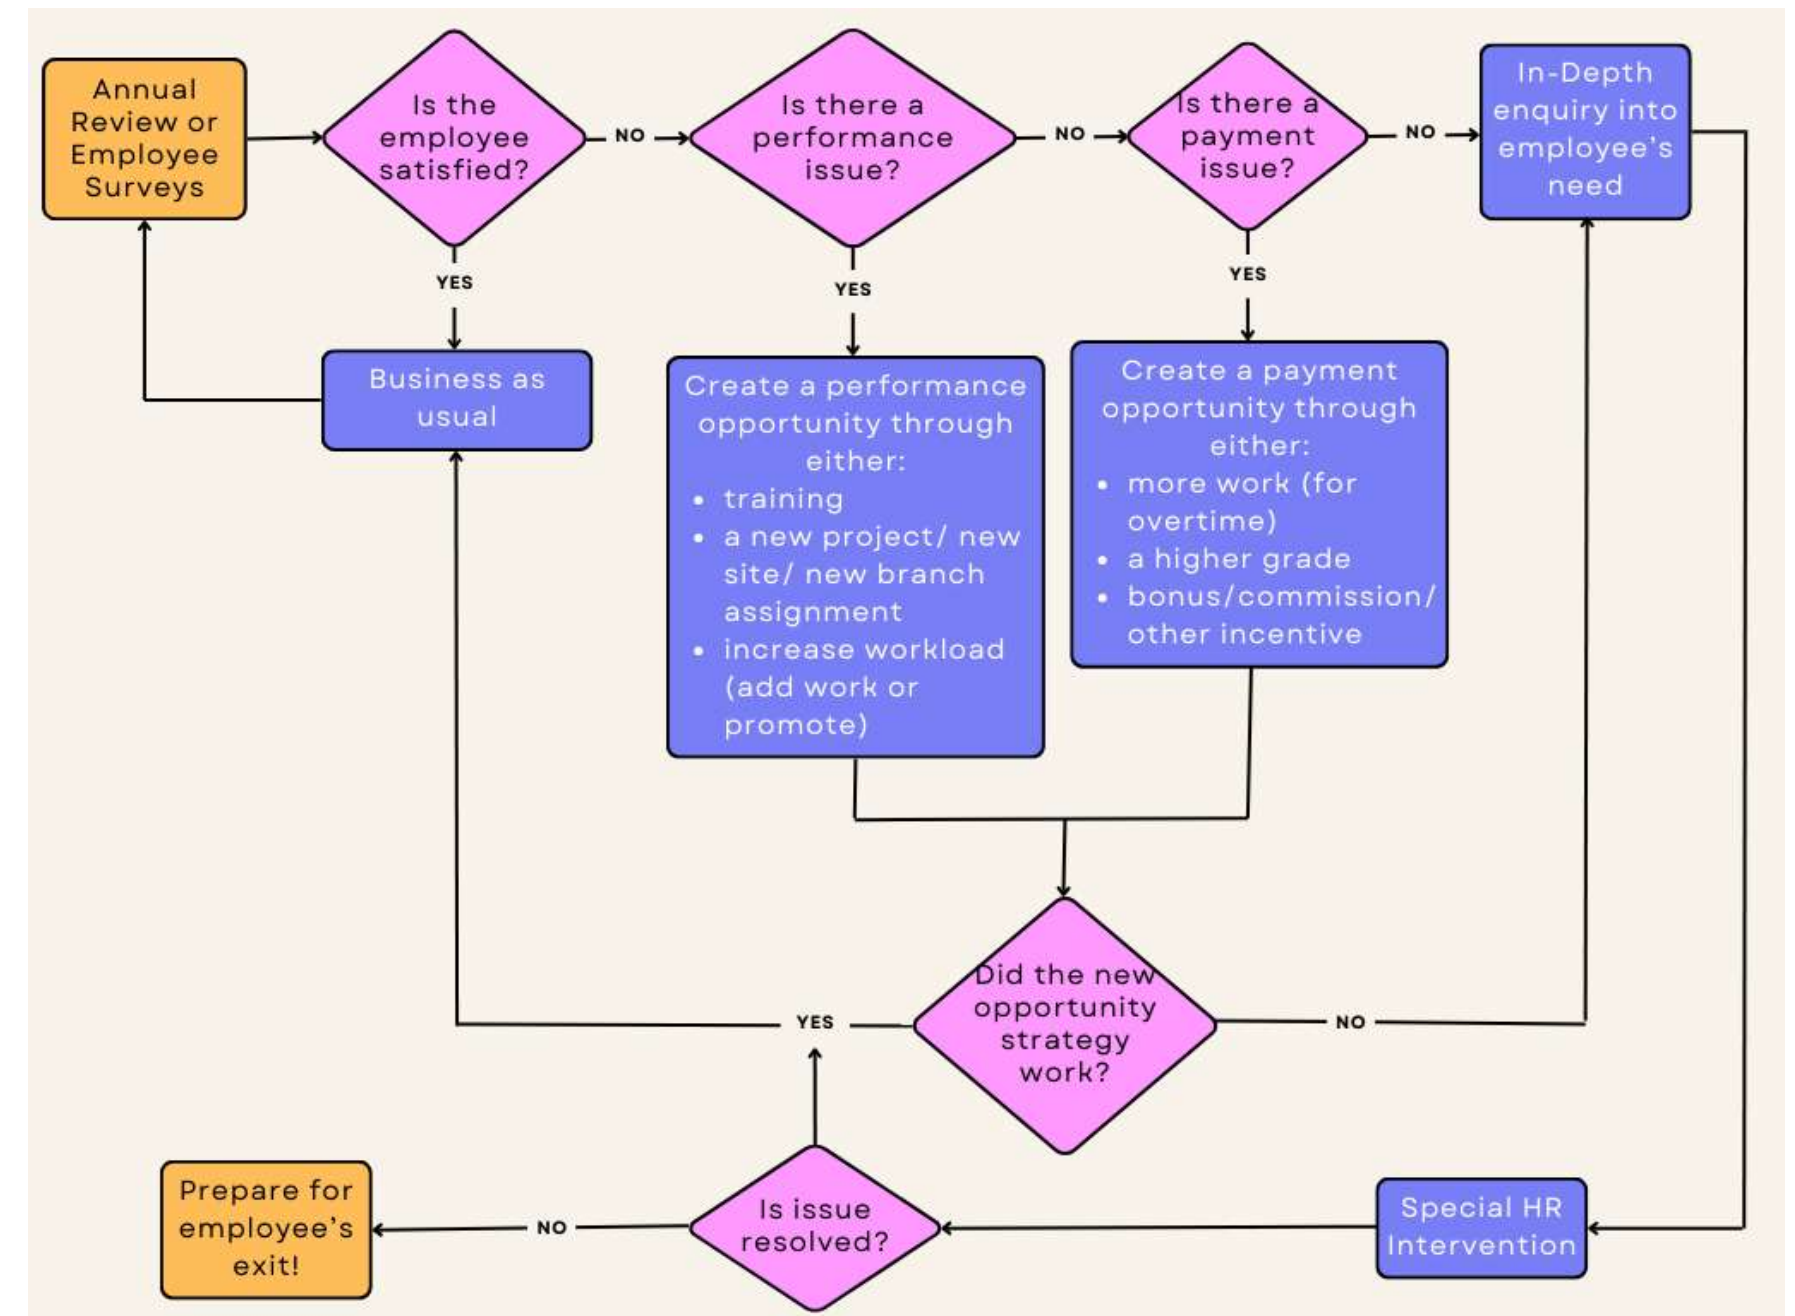 Annual
Review or
Employee
Surveys
Is the
employee
satisfied?
NO
Is there a
performance
issue?
NO
Is there a
payment
issue?
NO
In-Depth
enquiry into
employee's
need
YES
YES
YES
Business as
usual
Create a performance
opportunity through
either:
• training
• a new project/ new
site/ new branch
assignment
• increase workload
(add work or
promote)
Create a payment
opportunity through
either:
• more work (for
overtime)
• a higher grade
• bonus/commission/
other incentive
Did the new
opportunity
strategy
work?
YES
NO
Prepare for
employee's
exit!
NO
Is issue
resolved?
Special HR
Intervention